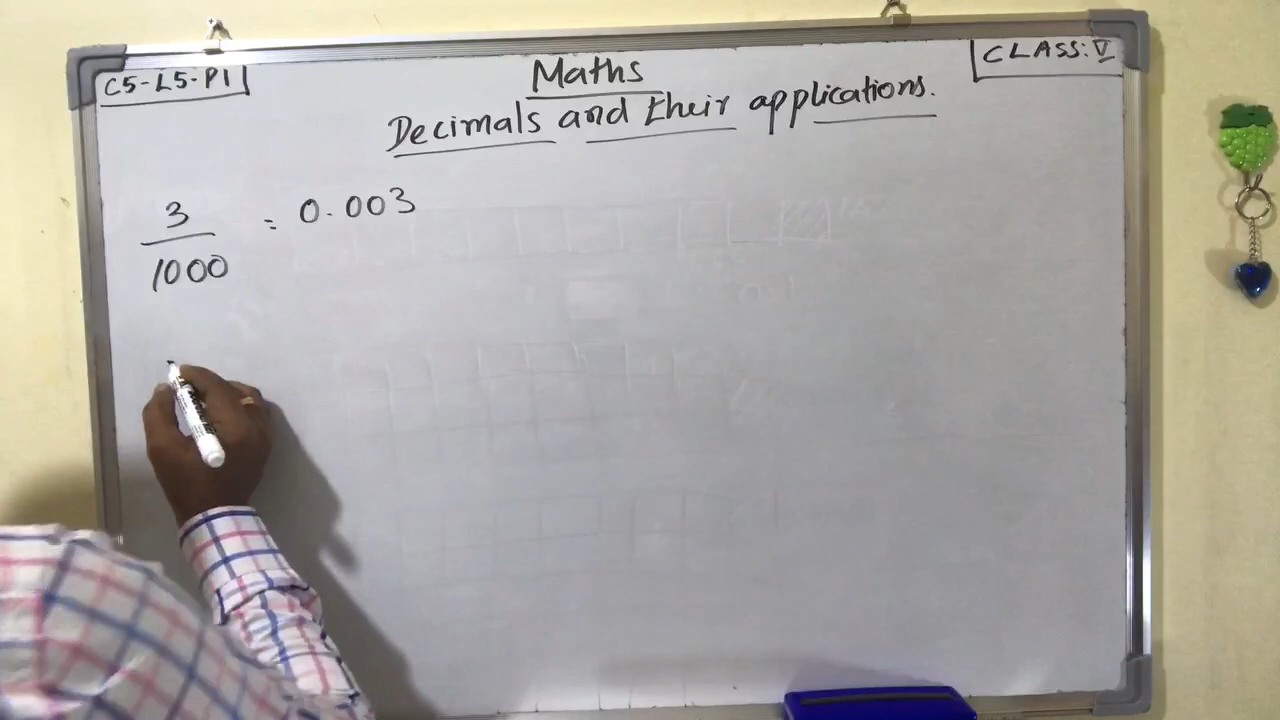 C5-L5-P1
Maths
CLASS: V
Decimals and their applications.
3/1000 = 0.003